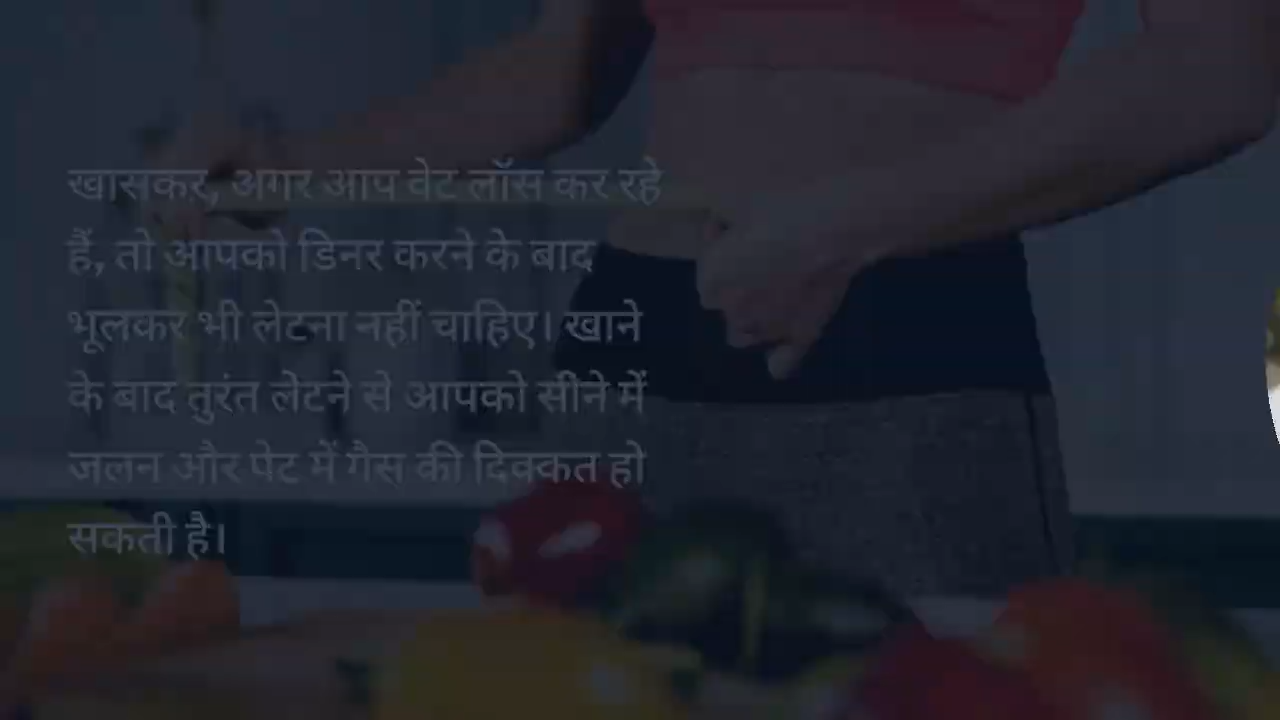 खासकर, अगर आप वेट लॉस कर रहे
हैं, तो आपको डिनर करने के बाद
भूलकर भी लेटना नहीं चाहिए। खाने
के बाद तुरंत लेटने से आपको सीने में
जलन और पेट में गैस की दिक्कत हो
सकती है।